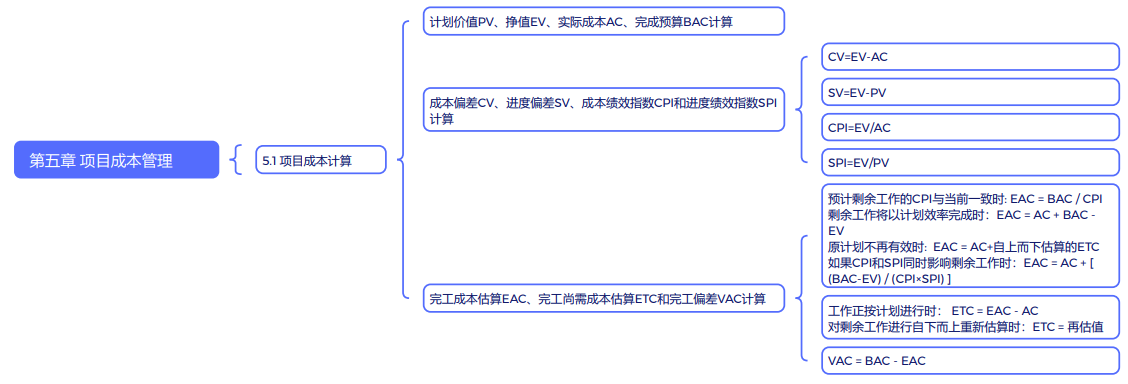 第五章 项目成本管理
5.1 项目成本计算
计划价值PV、挣值EV、实际成本AC、完成预算BAC计算
成本偏差CV、进度偏差SV、成本绩效指数CPI和进度绩效指数SPI
计算
CV=EV-AC
SV=EV-PV
CPI=EV/AC
SPI=EV/PV
完工成本估算EAC、完工尚需成本估算ETC和完工偏差VAC计算
预计剩余工作的CPI与当前一致时: EAC = BAC / CPI
剩余工作将以计划效率完成时：EAC = AC + BAC -
EV
原计划不再有效时:  EAC = AC+自上而下估算的ETC
如果CPI和SPI同时影响剩余工作时：EAC = AC + [
(BAC-EV) / (CPI×SPI) ]
工作正按计划进行时： ETC = EAC - AC
对剩余工作进行自下而上重新估算时：ETC = 再估值
VAC = BAC - EAC